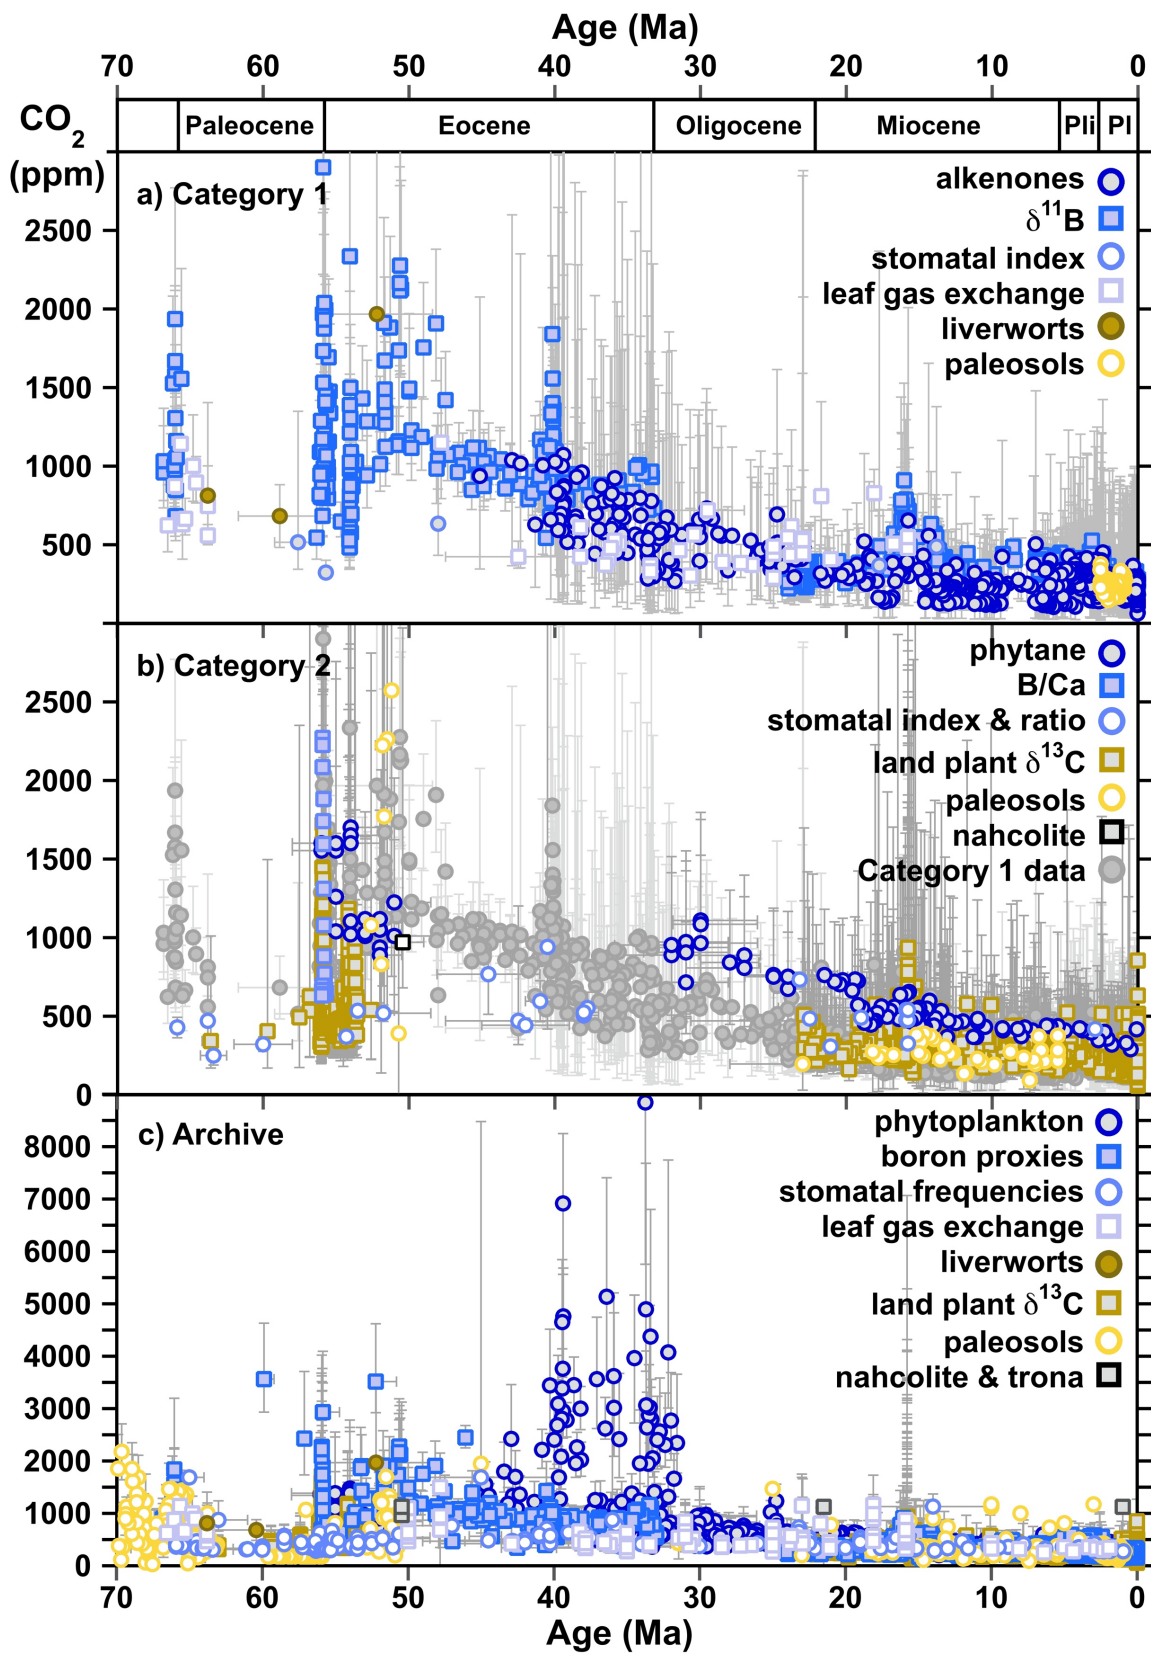 Age (Ma)
70 60 50 40 30 20 10 0
CO2 (ppm)
Paleocene Eocene Oligocene Miocene Pli Pl
a) Category 1
2500
2000
1500
1000
500
alkenones
δ11B
stomatal index
leaf gas exchange
liverworts
paleosols
b) Category 2
2500
2000
1500
1000
500
0
phytane
B/Ca
stomatal index & ratio
land plant δ13C
paleosols
nahcolite
Category 1 data
c) Archive
8000
7000
6000
5000
4000
3000
2000
1000
0
phytoplankton
boron proxies
stomatal frequencies
leaf gas exchange
liverworts
land plant δ13C
paleosols
nahcolite & trona
70 60 50 40 30 20 10 0
Age (Ma)